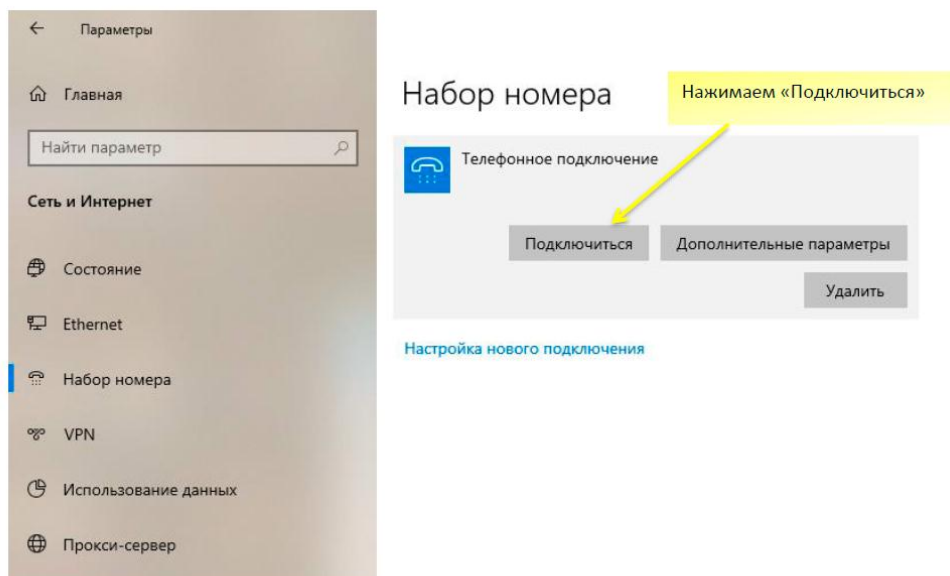 Параметры
Главная
Найти параметр
Сеть и Интернет
Состояние
Ethernet
Набор номера
VPN
Использование данных
Прокси-сервер
Набор номера
Нажимаем «Подключиться»
Телефонное подключение
Подключиться
Дополнительные параметры
Удалить
Настройка нового подключения